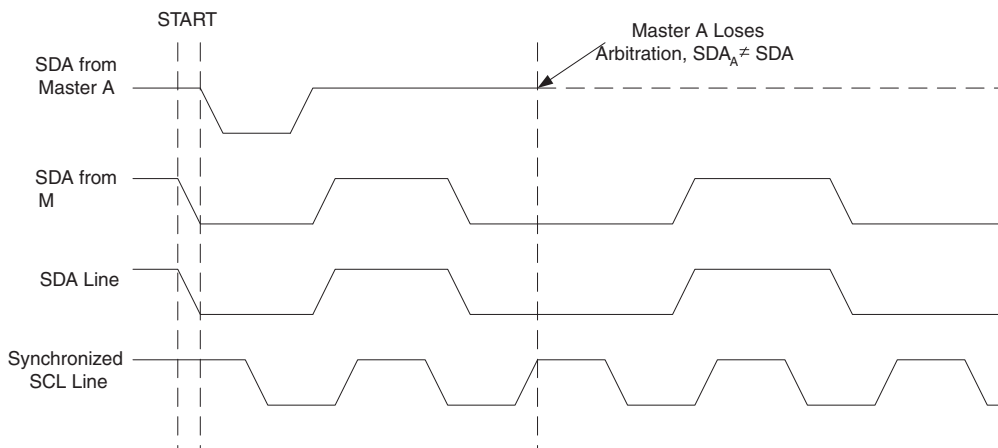 START
SDA from
Master A
Master A Loses
Arbitration, SDA_A ≠ SDA
SDA from
M
SDA Line
Synchronized
SCL Line